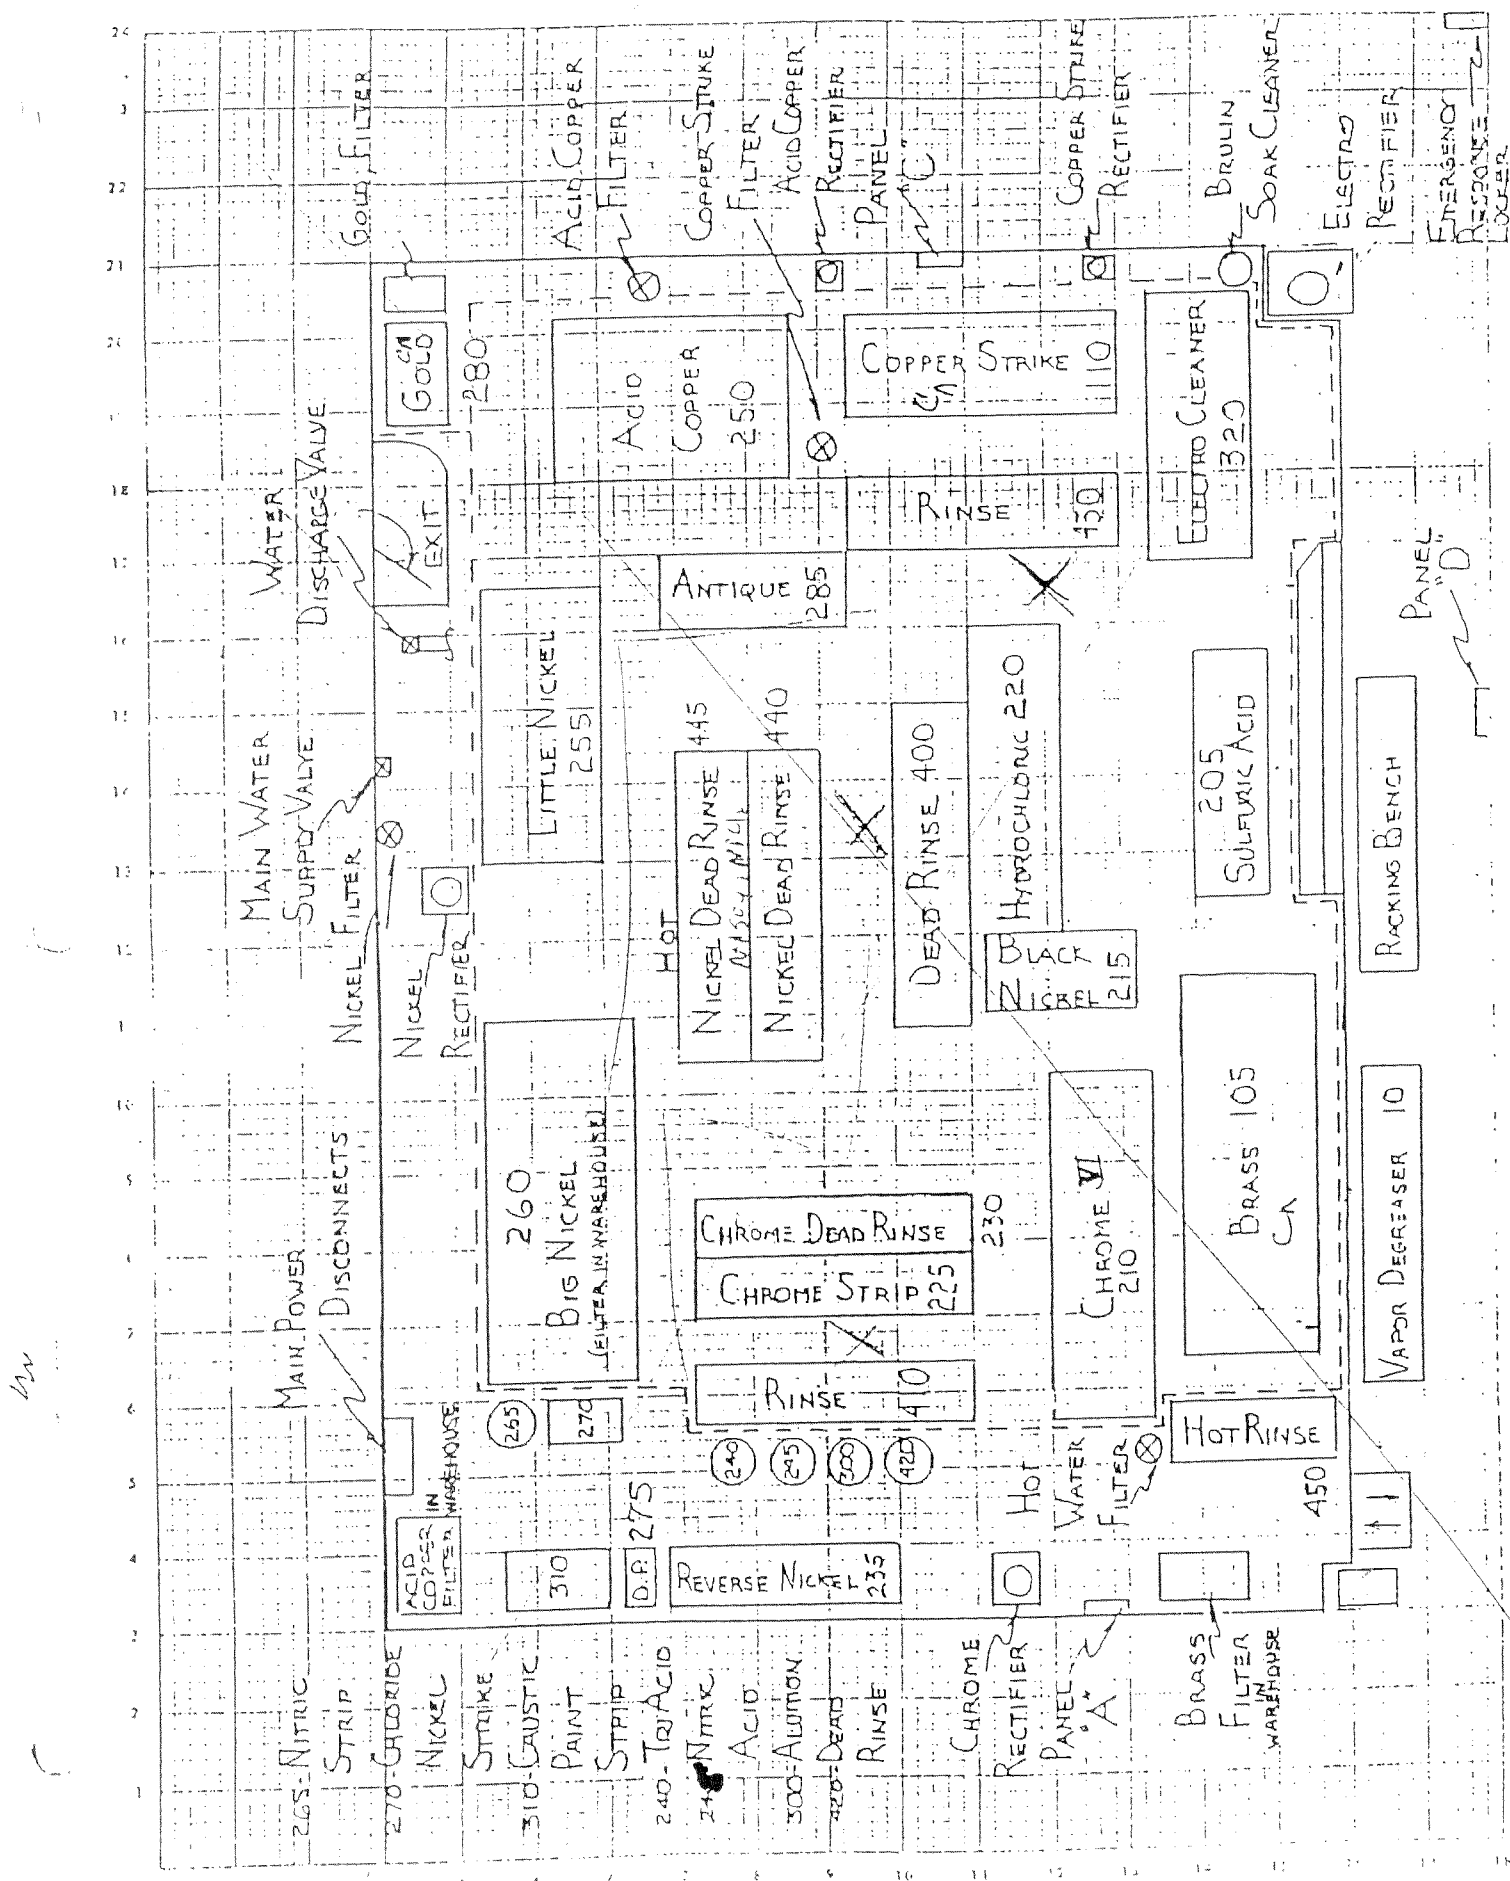 MAIN POWER
DISCONNECTS
MAIN WATER
SUPPLY VALVE
NICKEL FILTER
NICKEL
RECTIFIER
WATER
DISCHARGE VALVE
GOLD FILTER
ACID COPPER
FILTER
COPPER STRIKE
FILTER
ACID COPPER
RECTIFIER
PANEL
"C"
COPPER STRIKE
RECTIFIER
BRULIN
SOAK CLEANER
ELECTRO
RECTIFIER
EMERGENCY
RESPONSE
LOCKER
265-NITRIC
STRIP
270-CHLORIDE
NICKEL
STRIKE
310-CAUSTIC
PAINT
STRIP
240-TRI ACID
NITRIC
ACID
300-ALUMON
420-DEAD
RINSE
CHROME
RECTIFIER
PANEL
"A"
BRASS
FILTER
IN
WAREHOUSE
ACID
COPPER
FILTER
IN
WAREHOUSE
265
270
310
D.P.
275
REVERSE NICKEL
235
240
245
300
420
HOT
WATER
FILTER
HOT RINSE
450
260
BIG NICKEL
(FILTER IN WAREHOUSE)
LITTLE NICKEL
255
EXIT
CN
GOLD
280
ACID
COPPER
250
COPPER STRIKE 110
CN
RINSE
430
ANTIQUE
285
ELECTRO CLEANER
320
HOT
NICKEL DEAD RINSE 445
NICKEL DEAD RINSE 440
DEAD RINSE 400
HYDROCHLORIC 220
BLACK
NICKEL 215
205
SULFURIC ACID
CHROME DEAD RINSE
230
CHROME STRIP 225
RINSE 410
CHROME VI
210
BRASS 105
CN
RACKING BENCH
VAPOR DEGREASER 10
PANEL
"D"